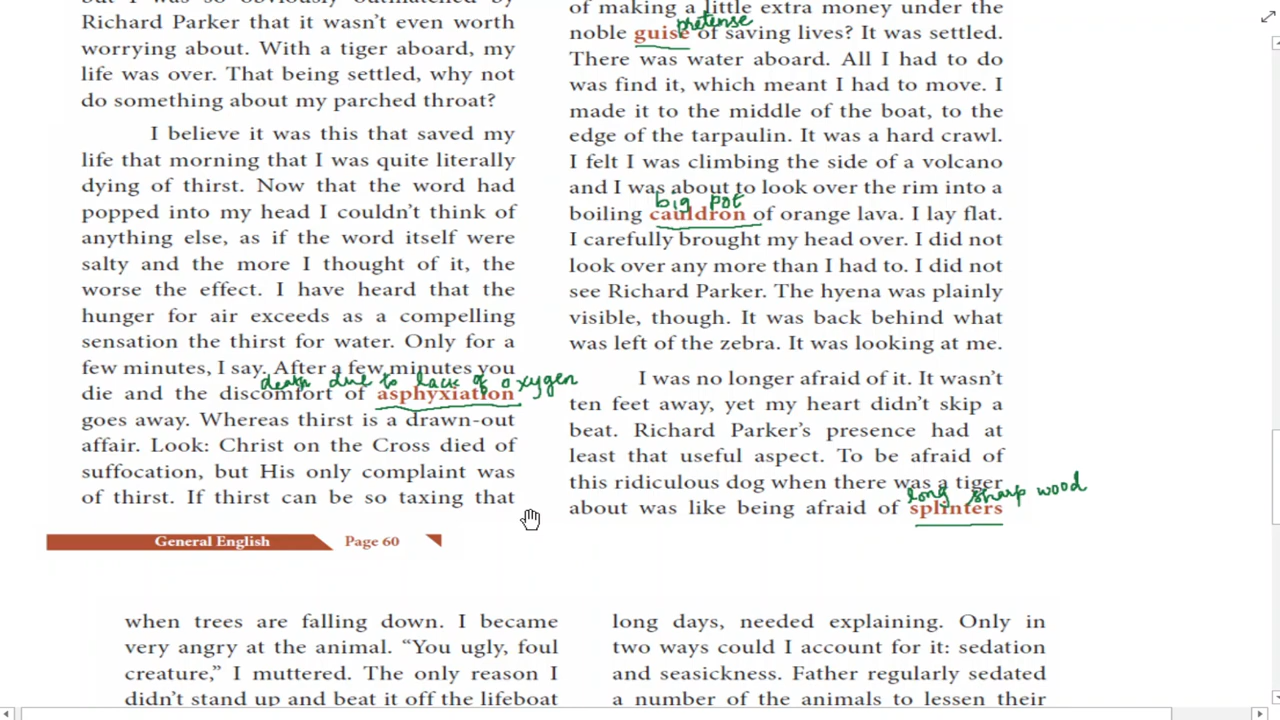 but I was so obviously outmatched by
Richard Parker that it wasn't even worth
worrying about. With a tiger aboard, my
life was over. That being settled, why not
do something about my parched throat?
I believe it was this that saved my
life that morning that I was quite literally
dying of thirst. Now that the word had
popped into my head I couldn't think of
anything else, as if the word itself were
salty and the more I thought of it, the
worse the effect. I have heard that the
hunger for air exceeds as a compelling
sensation the thirst for water. Only for a
few minutes, I say. After a few minutes you
death due to lack of oxygen
die and the discomfort of asphyxiation
goes away. Whereas thirst is a drawn-out
affair. Look: Christ on the Cross died of
suffocation, but His only complaint was
of thirst. If thirst can be so taxing that
of making a little extra money under the
pretense
noble guise of saving lives? It was settled.
There was water aboard. All I had to do
was find it, which meant I had to move. I
made it to the middle of the boat, to the
edge of the tarpaulin. It was a hard crawl.
I felt I was climbing the side of a volcano
and I was about to look over the rim into a
big pot
boiling cauldron of orange lava. I lay flat.
I carefully brought my head over. I did not
look over any more than I had to. I did not
see Richard Parker. The hyena was plainly
visible, though. It was back behind what
was left of the zebra. It was looking at me.
I was no longer afraid of it. It wasn't
ten feet away, yet my heart didn't skip a
beat. Richard Parker's presence had at
least that useful aspect. To be afraid of
this ridiculous dog when there was a tiger
long sharp wood
about was like being afraid of splinters
General English Page 60
when trees are falling down. I became
very angry at the animal. "You ugly, foul
creature," I muttered. The only reason I
didn't stand up and beat it off the lifeboat
long days, needed explaining. Only in
two ways could I account for it: sedation
and seasickness. Father regularly sedated
a number of the animals to lessen their